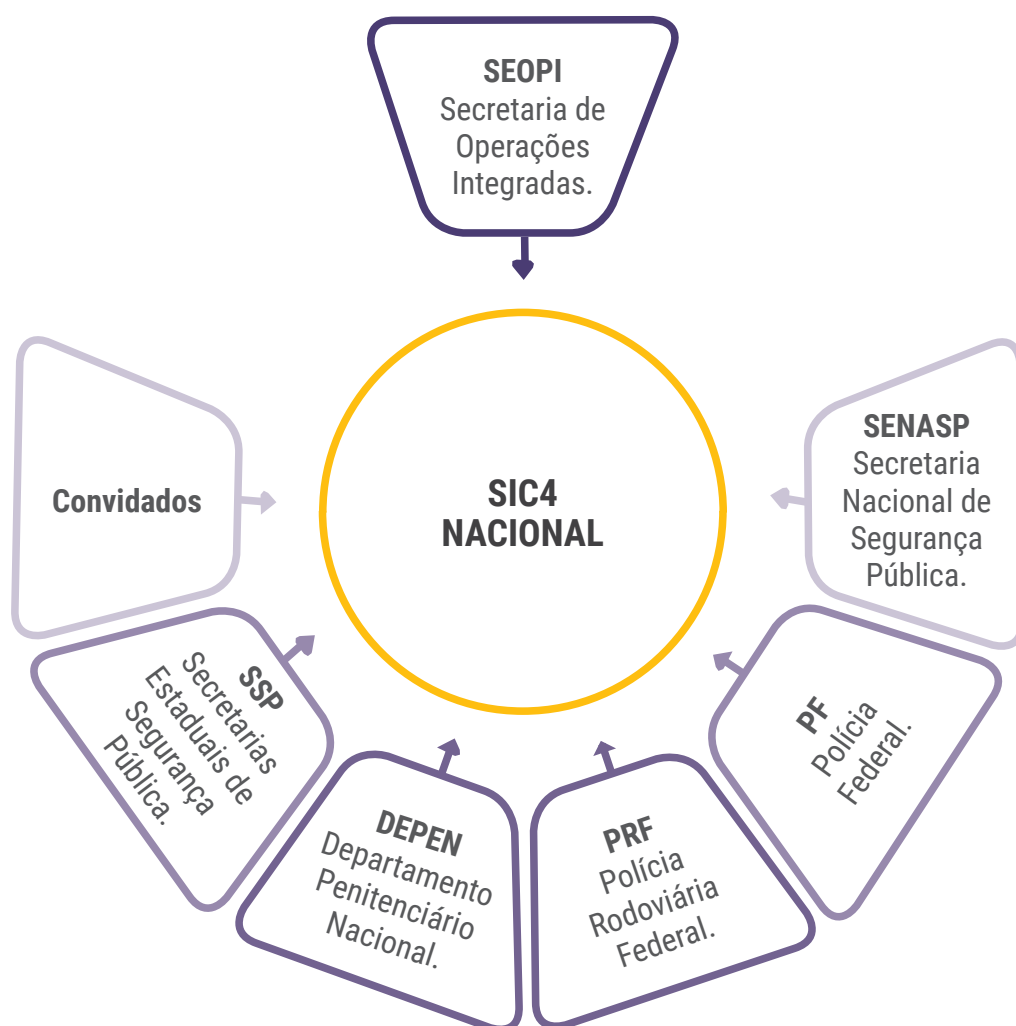 SEOPI
Secretaria de
Operações
Integradas.
SIC4
NACIONAL
Convidados
SENASP
Secretaria
Nacional de
Segurança
Pública.
SSP
Secretarias
Estaduais de
Segurança
Pública.
DEPEN
Departamento
Penitenciário
Nacional.
PRF
Polícia
Rodoviária
Federal.
PF
Polícia
Federal.